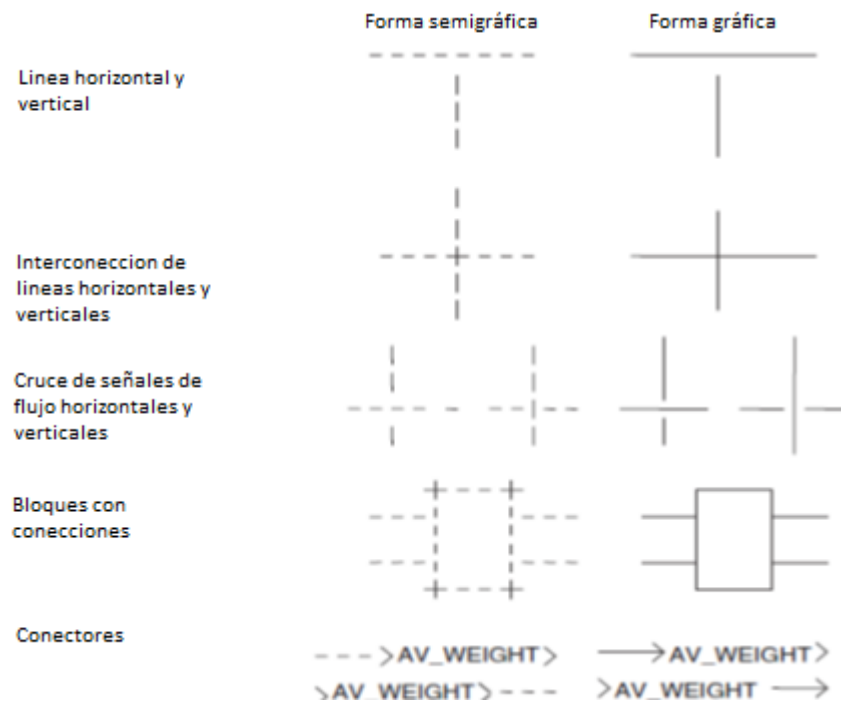 Forma semigráfica
Forma gráfica
Linea horizontal y
vertical
Interconeccion de
lineas horizontales y
verticales
Cruce de señales de
flujo horizontales y
verticales
Bloques con
conecciones
Conectores
AV_WEIGHT
AV_WEIGHT
AV_WEIGHT
AV_WEIGHT